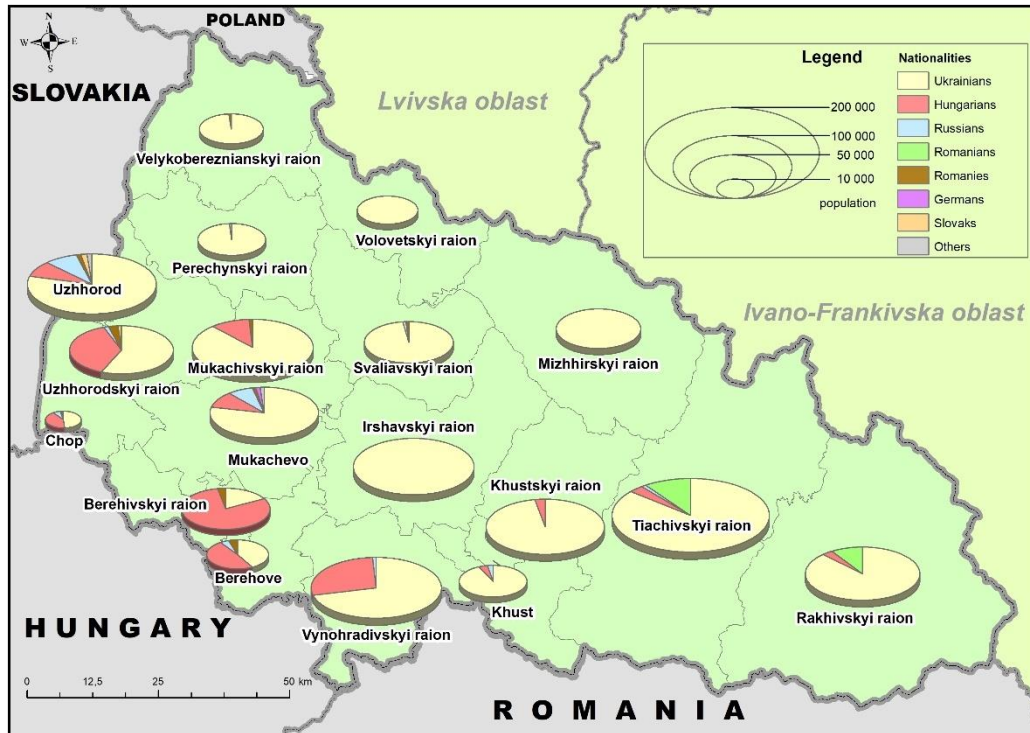 POLAND
N
W E
S
SLOVAKIA
Lvivska oblast
Legend
200 000
100 000
50 000
10 000
population
Nationalities
Ukrainians
Hungarians
Russians
Romanians
Romanies
Germans
Slovaks
Others
Velykobereznianskyi raion
Volovetskyi raion
Perechynskyi raion
Uzhhorod
Ivano-Frankivska oblast
Uzhhorodskyi raion
Mukachivskyi raion
Svaliavskyi raion
Mizhhirskyi raion
Chop
Mukachevo
Irshavskyi raion
Berehivskyi raion
Khustskyi raion
Tiachivskyi raion
Berehove
Khust
Rakhivskyi raion
Vynohradivskyi raion
HUNGARY
0 12,5 25 50 km
ROMANIA